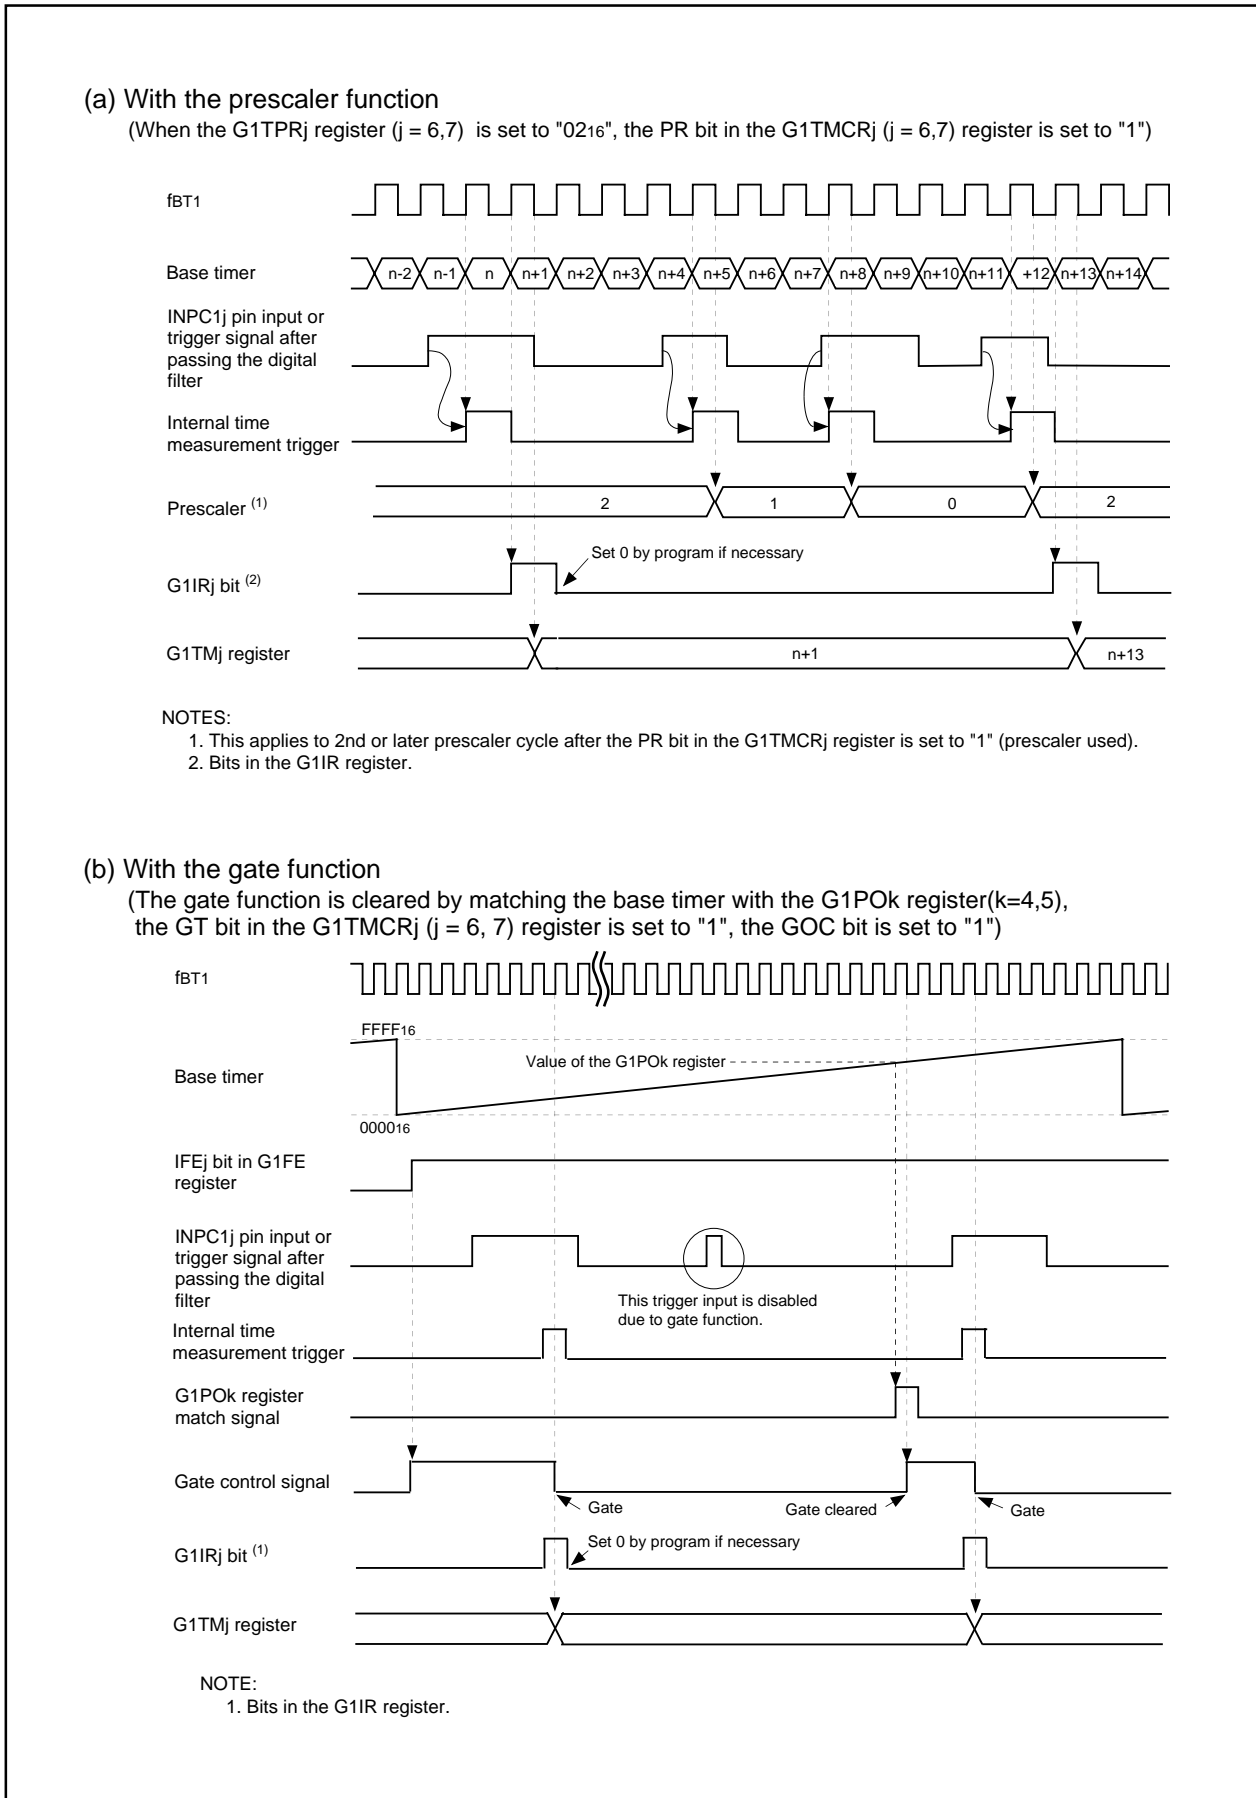 (a) With the prescaler function
(When the G1TPRj register (j = 6,7) is set to "0216", the PR bit in the G1TMCRj (j = 6,7) register is set to "1")
fBT1
Base timer
n-2 n-1 n n+1 n+2 n+3 n+4 n+5 n+6 n+7 n+8 n+9 n+10 n+11 +12 n+13 n+14
INPC1j pin input or
trigger signal after
passing the digital
filter
Internal time
measurement trigger
Prescaler (1)
2 1 0 2
Set 0 by program if necessary
G1IRj bit (2)
G1TMj register
n+1 n+13
NOTES:
1. This applies to 2nd or later prescaler cycle after the PR bit in the G1TMCRj register is set to "1" (prescaler used).
2. Bits in the G1IR register.
(b) With the gate function
(The gate function is cleared by matching the base timer with the G1POk register(k=4,5),
the GT bit in the G1TMCRj (j = 6, 7) register is set to "1", the GOC bit is set to "1")
fBT1
FFFF16
Value of the G1POk register
Base timer
000016
IFEj bit in G1FE
register
INPC1j pin input or
trigger signal after
passing the digital
filter
This trigger input is disabled
due to gate function.
Internal time
measurement trigger
G1POk register
match signal
Gate control signal
Gate Gate cleared Gate
Set 0 by program if necessary
G1IRj bit (1)
G1TMj register
NOTE:
1. Bits in the G1IR register.